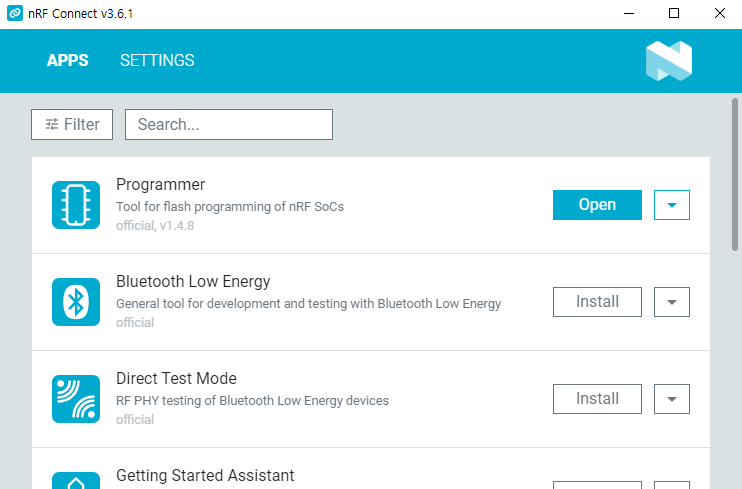 nRF Connect v3.6.1
APPS SETTINGS
Filter Search...
Programmer
Tool for flash programming of nRF SoCs
official, v1.4.8
Open
Bluetooth Low Energy
General tool for development and testing with Bluetooth Low Energy
official
Install
Direct Test Mode
RF PHY testing of Bluetooth Low Energy devices
official
Install
Getting Started Assistant